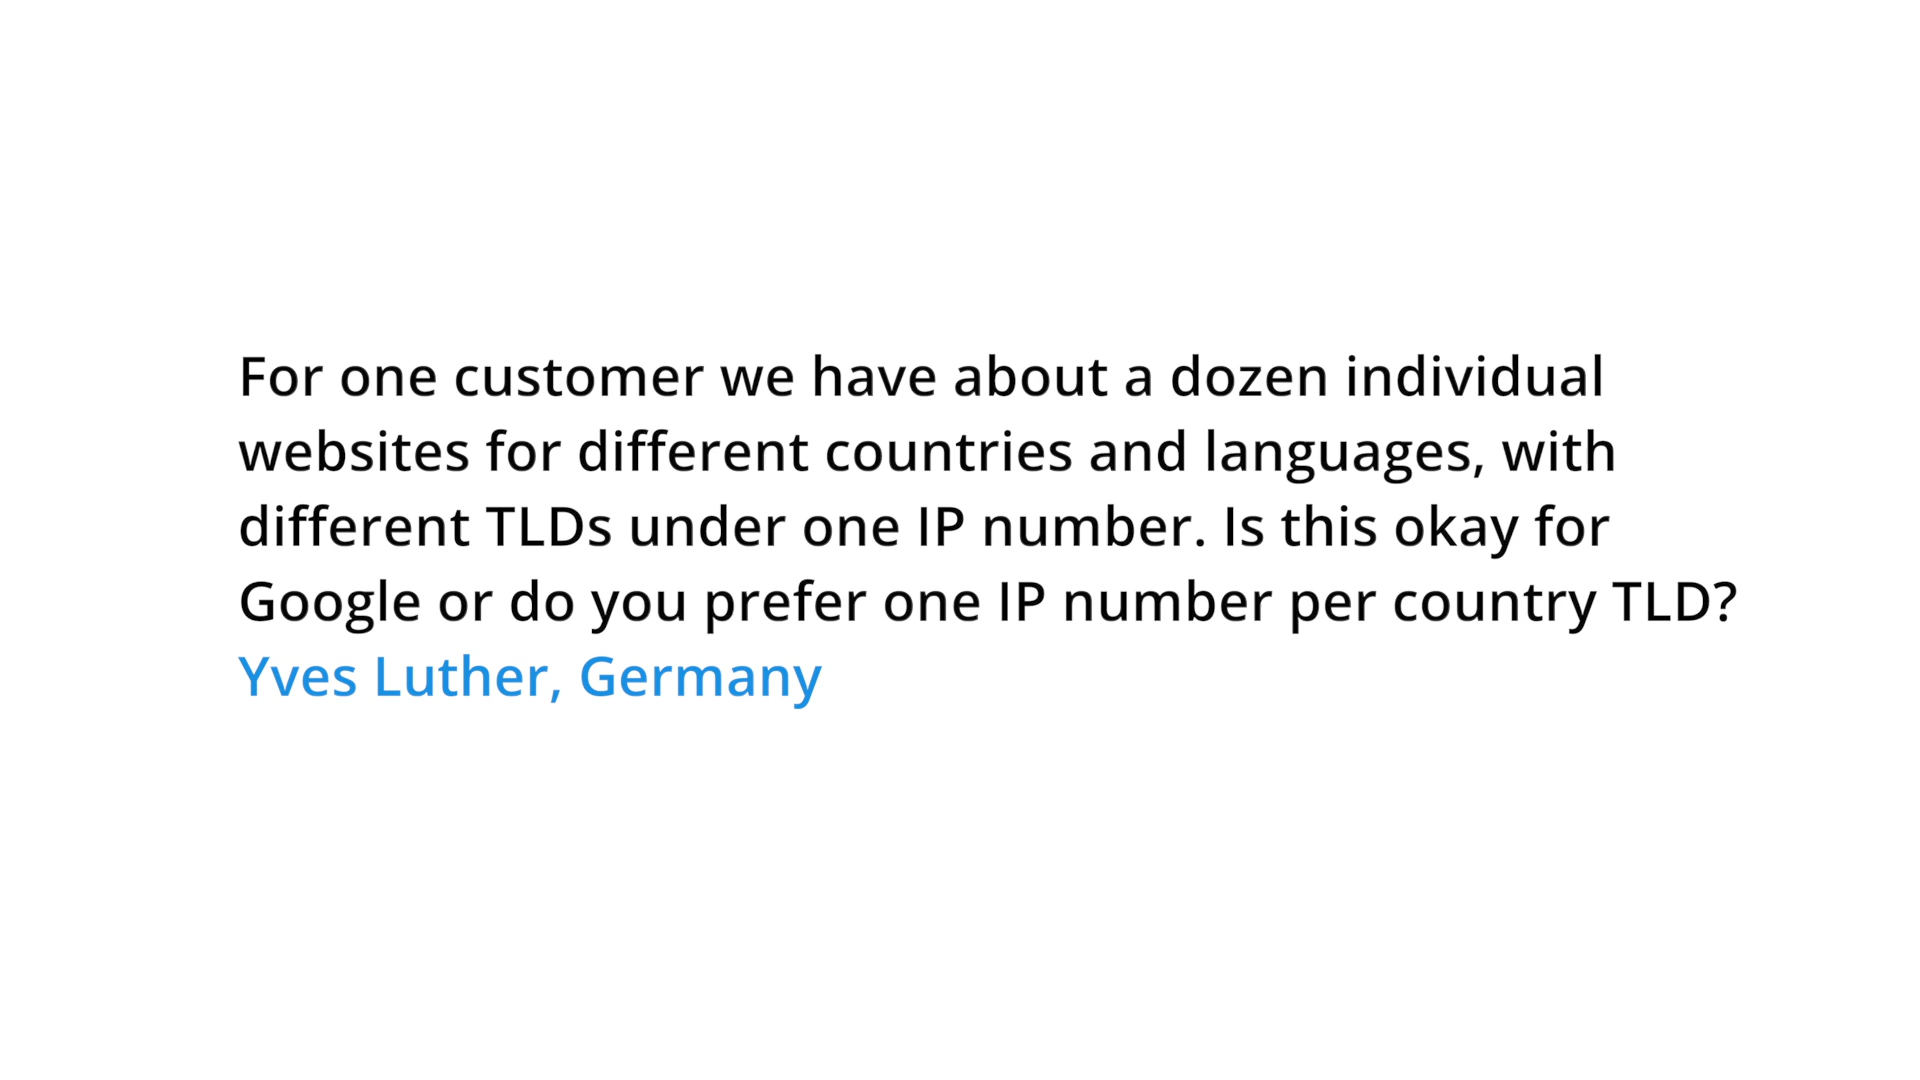 For one customer we have about a dozen individual
websites for different countries and languages, with
different TLDs under one IP number. Is this okay for
Google or do you prefer one IP number per country TLD?
Yves Luther, Germany